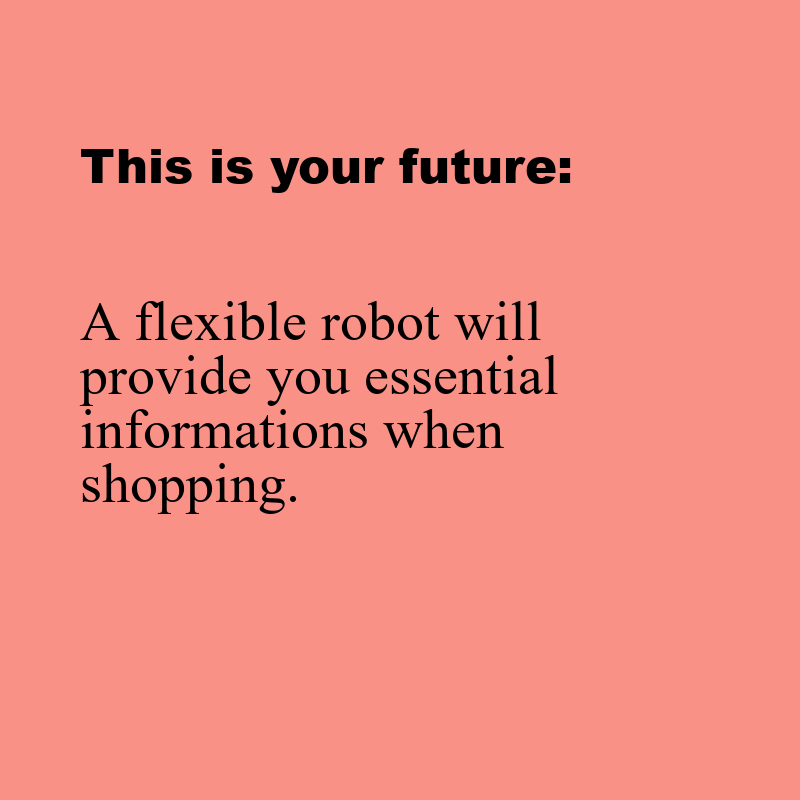 This is your future:
A flexible robot will
provide you essential
informations when
shopping.